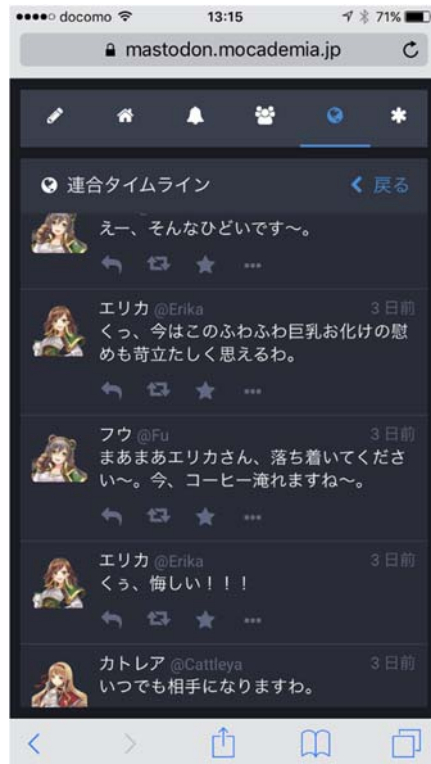 docomo 13:15 71%
mastodon.mocademia.jp
連合タイムライン 戻る
えー、そんなひどいです〜。
エリカ @Erika 3日前
くっ、今はこのふわふわ巨乳お化けの慰
めも苛立たしく思えるわ。
フウ @Fu 3日前
まあまあエリカさん、落ち着いてくださ
い〜。今、コーヒー淹れますね〜。
エリカ @Erika 3日前
くぅ、悔しい！！！
カトレア @Cattleya 3日前
いつでも相手になりますわ。